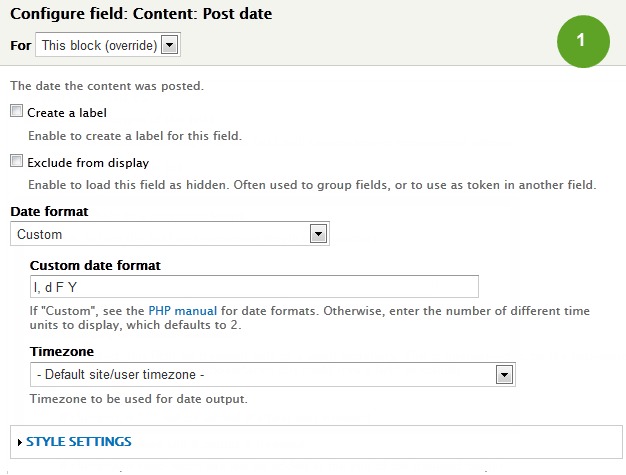 Configure field: Content: Post date
For This block (override)
1
The date the content was posted.
Create a label
Enable to create a label for this field.
Exclude from display
Enable to load this field as hidden. Often used to group fields, or to use as token in another field.
Date format
Custom
Custom date format
l, d F Y
If "Custom", see the PHP manual for date formats. Otherwise, enter the number of different time
units to display, which defaults to 2.
Timezone
- Default site/user timezone -
Timezone to be used for date output.
STYLE SETTINGS